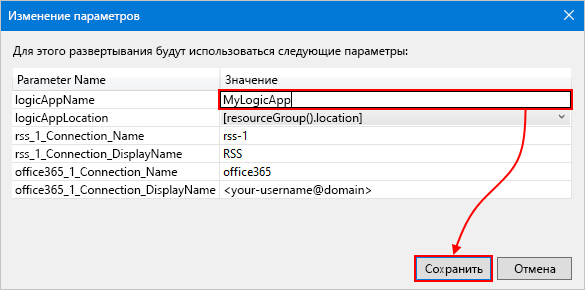 Изменение параметров
Для этого развертывания будут использоваться следующие параметры:
Parameter Name Значение
logicAppName MyLogicApp
logicAppLocation [resourceGroup().location]
rss_1_Connection_Name rss-1
rss_1_Connection_DisplayName RSS
office365_1_Connection_Name office365
office365_1_Connection_DisplayName <your-username@domain>
Сохранить Отмена